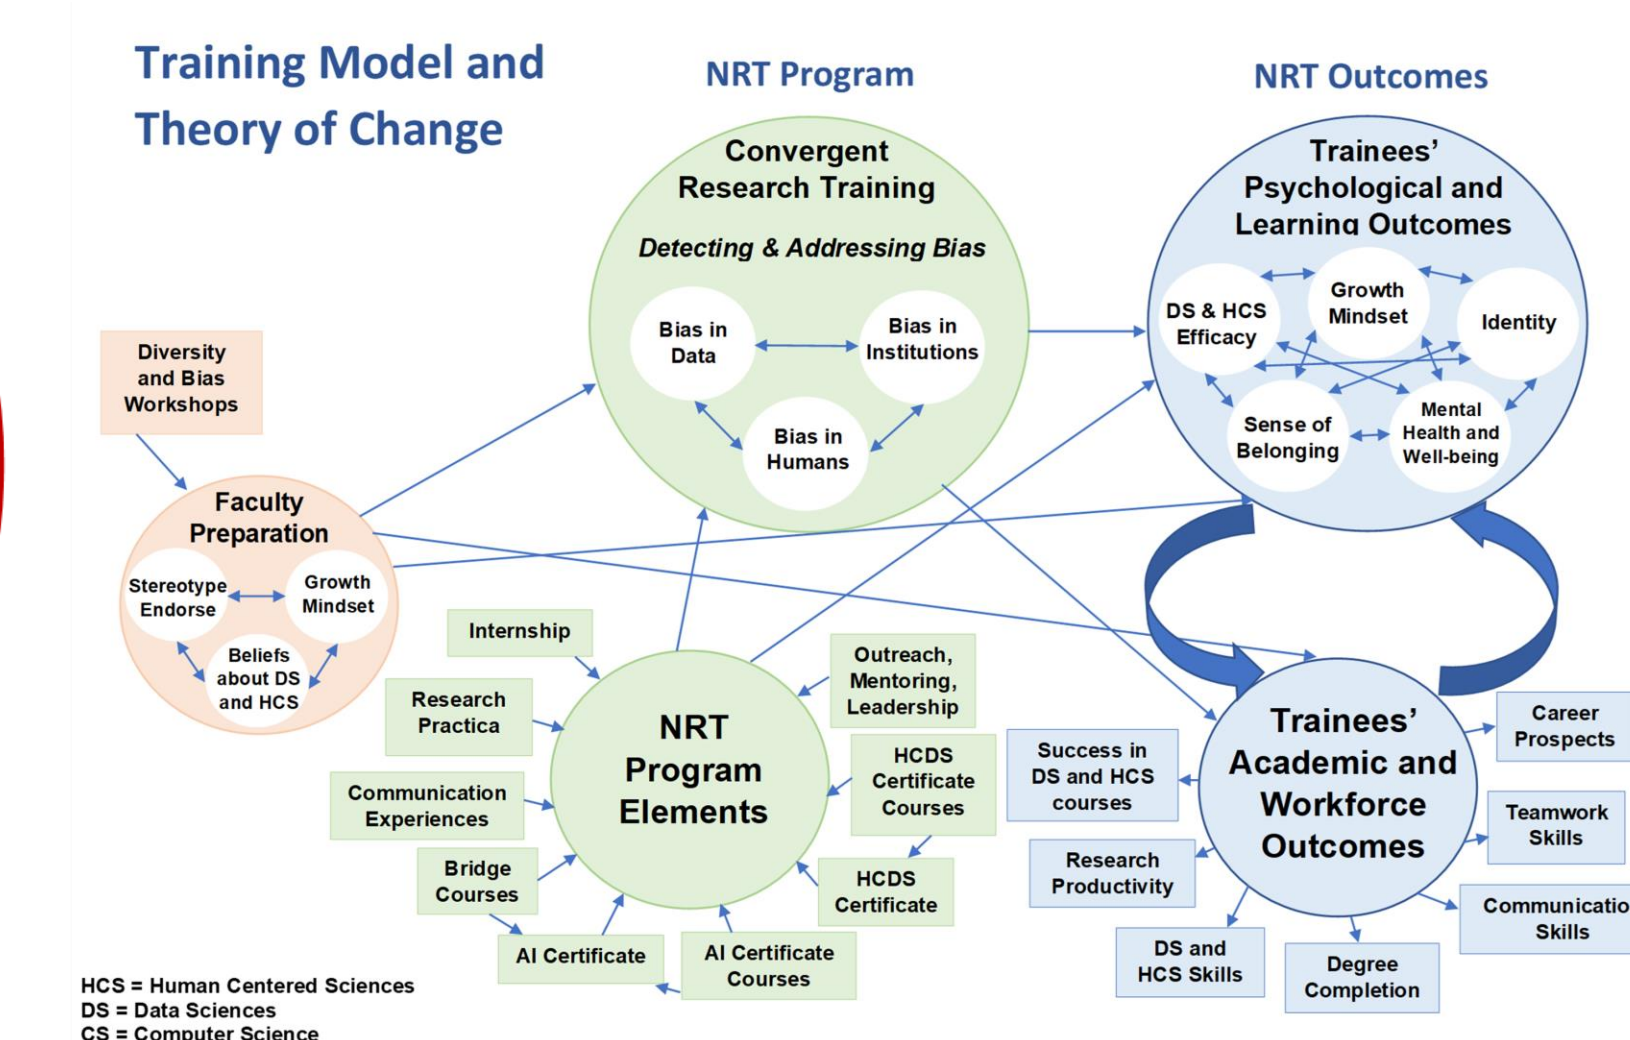 Training Model and
Theory of Change
NRT Program
NRT Outcomes
Convergent
Research Training
Detecting & Addressing Bias
Bias in
Data
Bias in
Institutions
Bias in
Humans
Trainees’
Psychological and
Learning Outcomes
DS & HCS
Efficacy
Growth
Mindset
Identity
Sense of
Belonging
Mental
Health and
Well-being
Diversity
and Bias
Workshops
Faculty
Preparation
Stereotype
Endorse
Growth
Mindset
Beliefs
about DS
and HCS
Internship
Research
Practica
Communication
Experiences
Bridge
Courses
AI Certificate
AI Certificate
Courses
NRT
Program
Elements
Outreach,
Mentoring,
Leadership
HCDS
Certificate
Courses
HCDS
Certificate
Trainees’
Academic and
Workforce
Outcomes
Success in
DS and HCS
courses
Research
Productivity
DS and
HCS Skills
Degree
Completion
Career
Prospects
Teamwork
Skills
Communicatio
Skills
HCS = Human Centered Sciences
DS = Data Sciences
CS = Computer Science